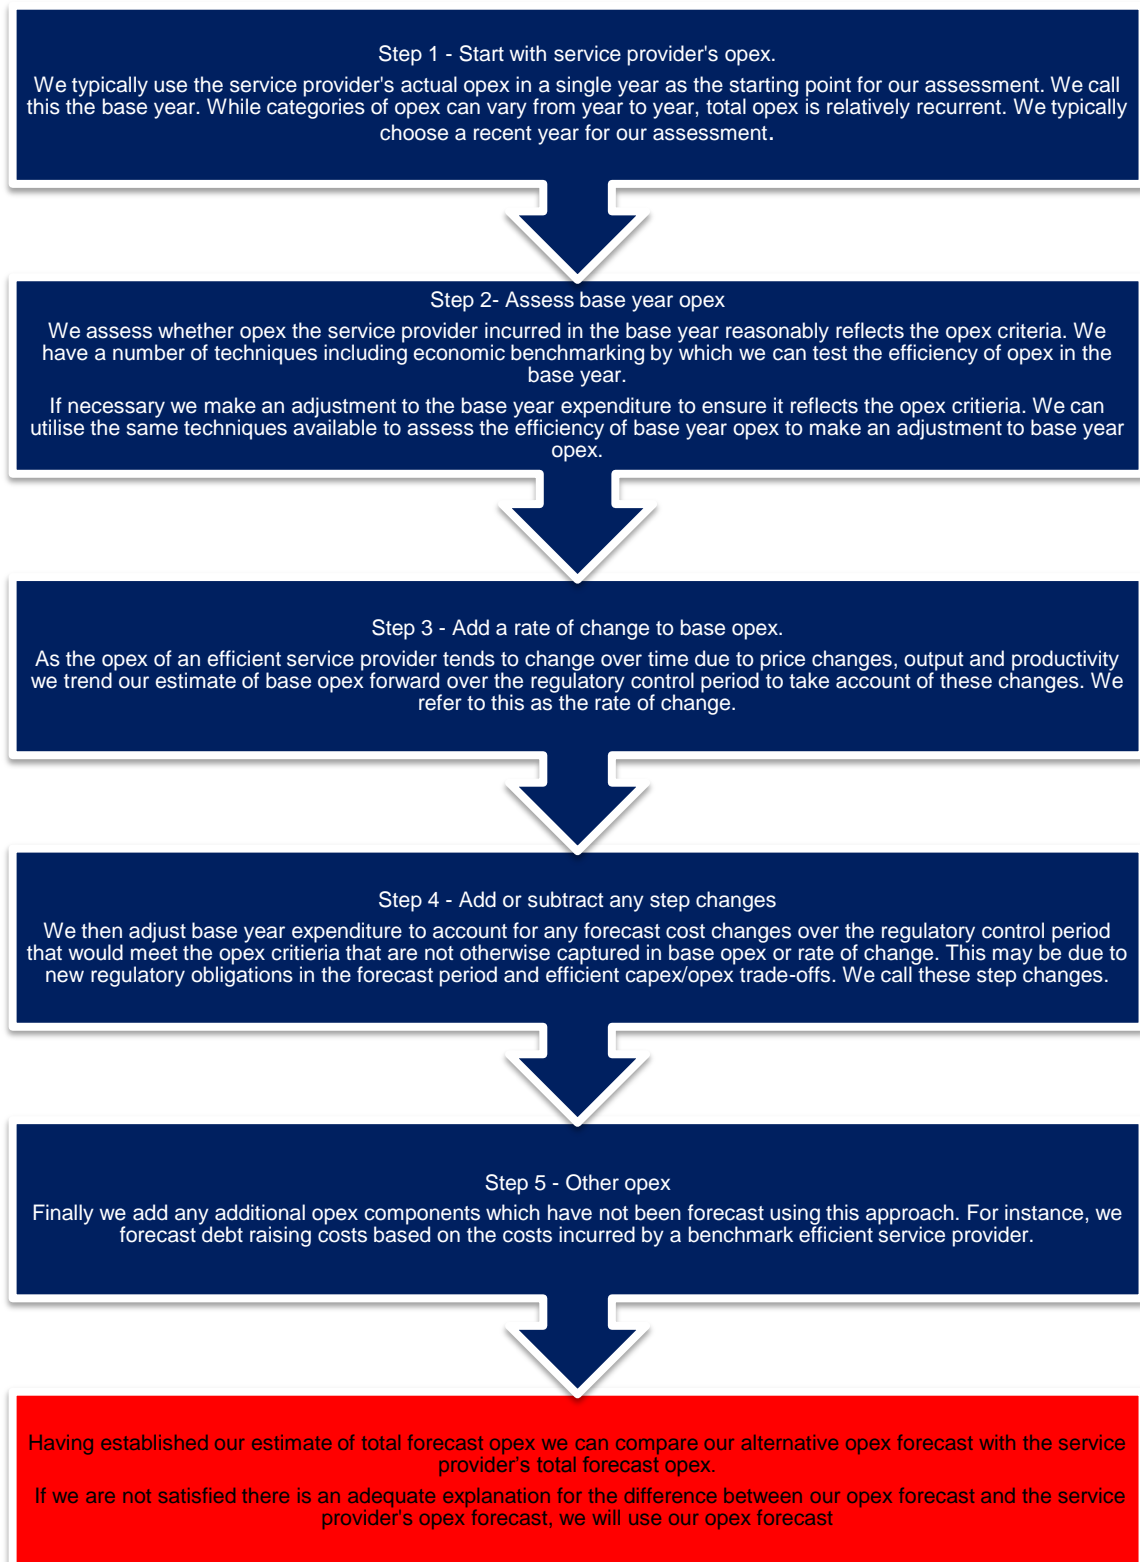 Step 1 - Start with service provider's opex.
We typically use the service provider's actual opex in a single year as the starting point for our assessment. We call
this the base year. While categories of opex can vary from year to year, total opex is relatively recurrent. We typically
choose a recent year for our assessment.
Step 2- Assess base year opex
We assess whether opex the service provider incurred in the base year reasonably reflects the opex criteria. We
have a number of techniques including economic benchmarking by which we can test the efficiency of opex in the
base year.
If necessary we make an adjustment to the base year expenditure to ensure it reflects the opex critieria. We can
utilise the same techniques available to assess the efficiency of base year opex to make an adjustment to base year
opex.
Step 3 - Add a rate of change to base opex.
As the opex of an efficient service provider tends to change over time due to price changes, output and productivity
we trend our estimate of base opex forward over the regulatory control period to take account of these changes. We
refer to this as the rate of change.
Step 4 - Add or subtract any step changes
We then adjust base year expenditure to account for any forecast cost changes over the regulatory control period
that would meet the opex critieria that are not otherwise captured in base opex or rate of change. This may be due to
new regulatory obligations in the forecast period and efficient capex/opex trade-offs. We call these step changes.
Step 5 - Other opex
Finally we add any additional opex components which have not been forecast using this approach. For instance, we
forecast debt raising costs based on the costs incurred by a benchmark efficient service provider.
Having established our estimate of total forecast opex we can compare our alternative opex forecast with the service
provider's total forecast opex.
If we are not satisfied there is an adequate explanation for the difference between our opex forecast and the service
provider's opex forecast, we will use our opex forecast